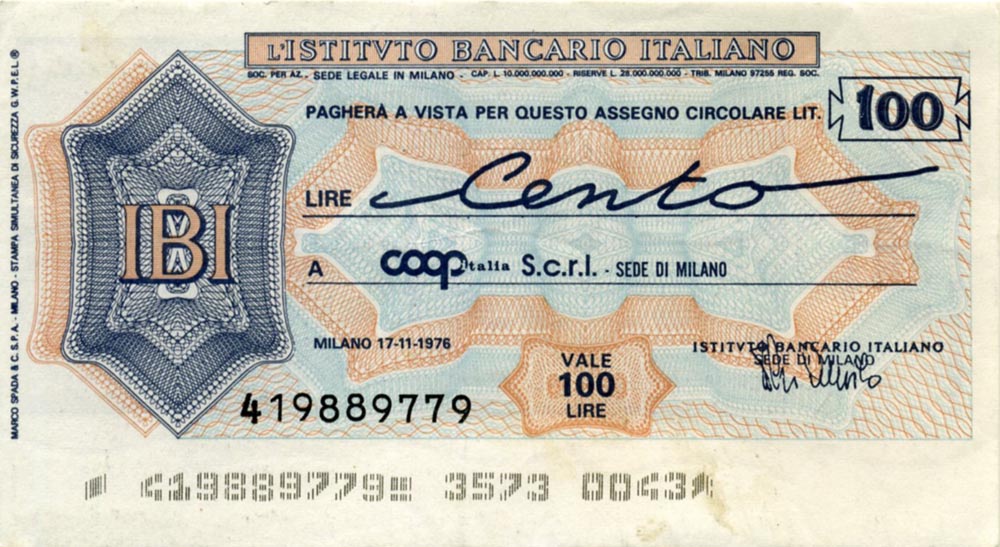 L'ISTITVTO BANCARIO ITALIANO
SOC. PER AZ. - SEDE LEGALE IN MILANO - CAP. L. 10.000.000.000 - RISERVE L. 28.000.000.000 - TRIB. MILANO 97255 REG. SOC.
PAGHERÀ A VISTA PER QUESTO ASSEGNO CIRCOLARE LIT. 100
LIRE Cento
A coop italia S.c.r.l. - SEDE DI MILANO
IBI
MILANO 17-11-1976
ISTITVTO BANCARIO ITALIANO
SEDE DI MILANO
VALE
100
LIRE
419889779
419889779 3573 0043
MARCO SPADA & C. S.P.A. - MILANO - STAMPA SIMULTANEA DI SICUREZZA G.W.P.E.L.®